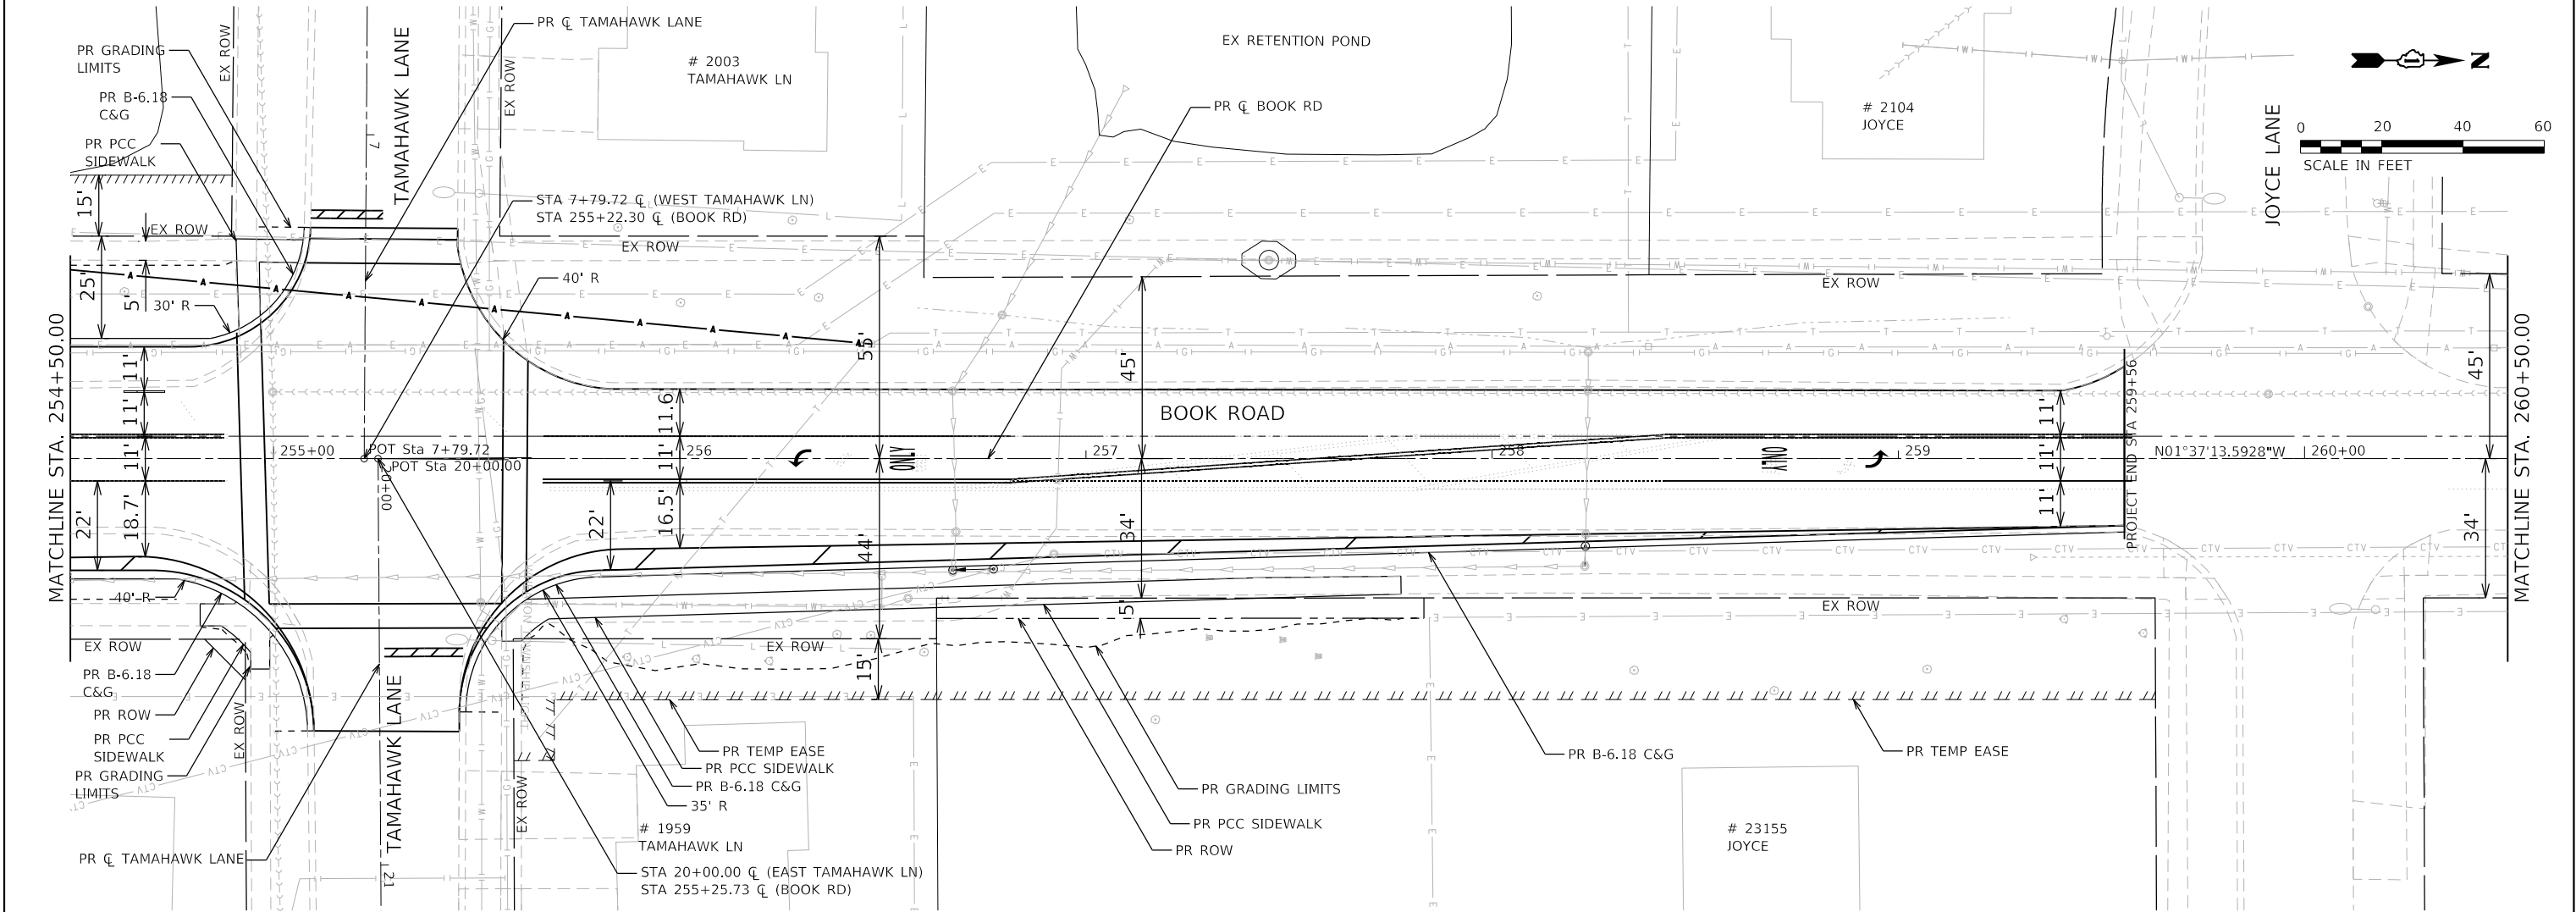 PR ℄ TAMAHAWK LANE
PR GRADING
LIMITS
EX ROW
TAMAHAWK LANE
EX ROW
# 2003
TAMAHAWK LN
EX RETENTION POND
PR ℄ BOOK RD
# 2104
JOYCE
JOYCE LANE
N
0 20 40 60
SCALE IN FEET
PR B-6.18
C&G
PR PCC
SIDEWALK
L 7
STA 7+79.72 ℄ (WEST TAMAHAWK LN)
STA 255+22.30 ℄ (BOOK RD)
15'
EX ROW
EX ROW
25'
5'
30' R
40' R
EX ROW
55'
45'
45'
MATCHLINE STA. 254+50.00
11'
11'
11'
18.7'
22'
11.6'
11'
16.5'
22'
BOOK ROAD
255+00
POT Sta 7+79.72
POT Sta 20+00.00
20+00
256
ONLY
257
258
ONLY
259
11'
11'
11'
PROJECT END STA 259+56
N01°37'13.5928"W
260+00
MATCHLINE STA. 260+50.00
44'
34'
34'
5'
15'
40' R
EX ROW
EX ROW
EX ROW
PR B-6.18
C&G
PR ROW
PR PCC
SIDEWALK
PR GRADING
LIMITS
EX ROW
TAMAHAWK LANE
EX ROW
PR ℄ TAMAHAWK LANE
21
PR TEMP EASE
PR PCC SIDEWALK
PR B-6.18 C&G
35' R
# 1959
TAMAHAWK LN
STA 20+00.00 ℄ (EAST TAMAHAWK LN)
STA 255+25.73 ℄ (BOOK RD)
PR GRADING LIMITS
PR PCC SIDEWALK
PR ROW
PR B-6.18 C&G
PR TEMP EASE
# 23155
JOYCE